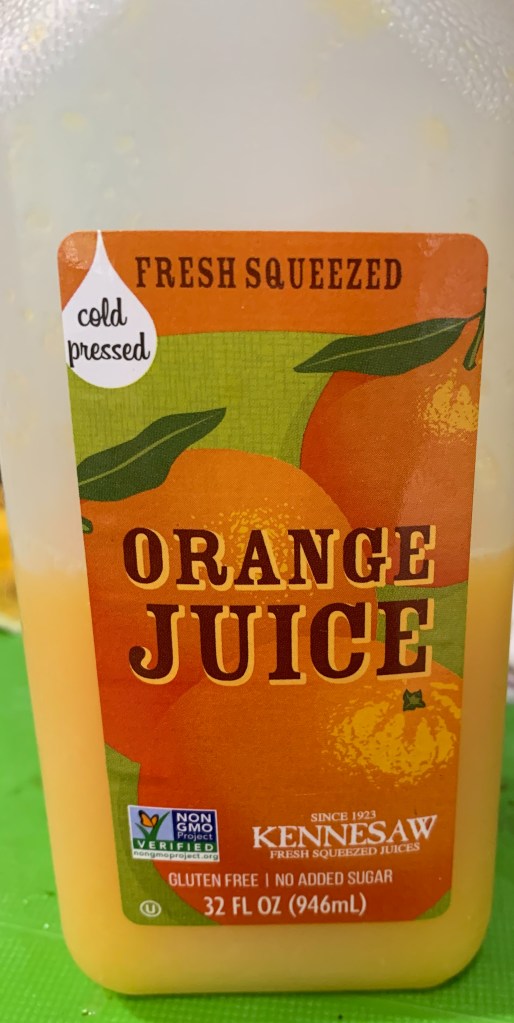 FRESH SQUEEZED
cold
pressed
ORANGE
JUICE
NON
GMO
Project
VERIFIED
nongmoproject.org
SINCE 1923
KENNESAW
FRESH SQUEEZED JUICES
GLUTEN FREE | NO ADDED SUGAR
U
32 FL OZ (946mL)